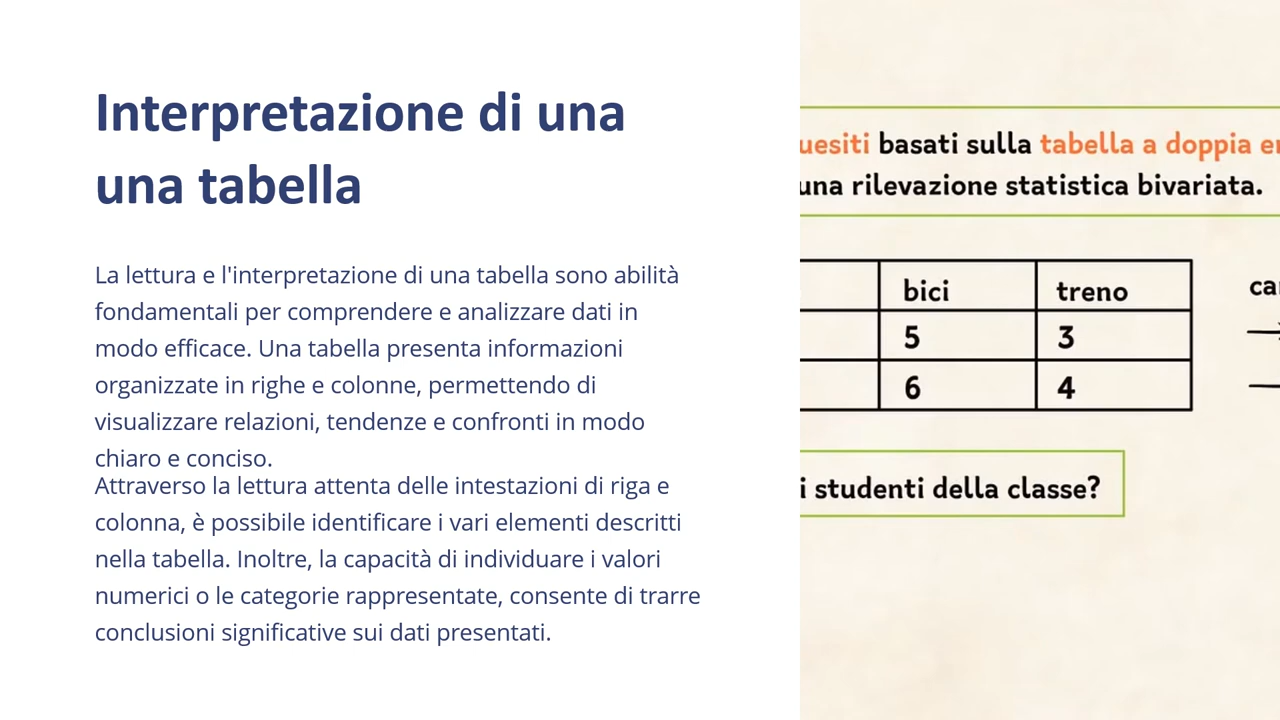 Interpretazione di una
una tabella
La lettura e l'interpretazione di una tabella sono abilità
fondamentali per comprendere e analizzare dati in
modo efficace. Una tabella presenta informazioni
organizzate in righe e colonne, permettendo di
visualizzare relazioni, tendenze e confronti in modo
chiaro e conciso.
Attraverso la lettura attenta delle intestazioni di riga e
colonna, è possibile identificare i vari elementi descritti
nella tabella. Inoltre, la capacità di individuare i valori
numerici o le categorie rappresentate, consente di trarre
conclusioni significative sui dati presentati.
uesiti basati sulla tabella a doppia
una rilevazione statistica bivariata.
bici treno
5 3
6 4
i studenti della classe?